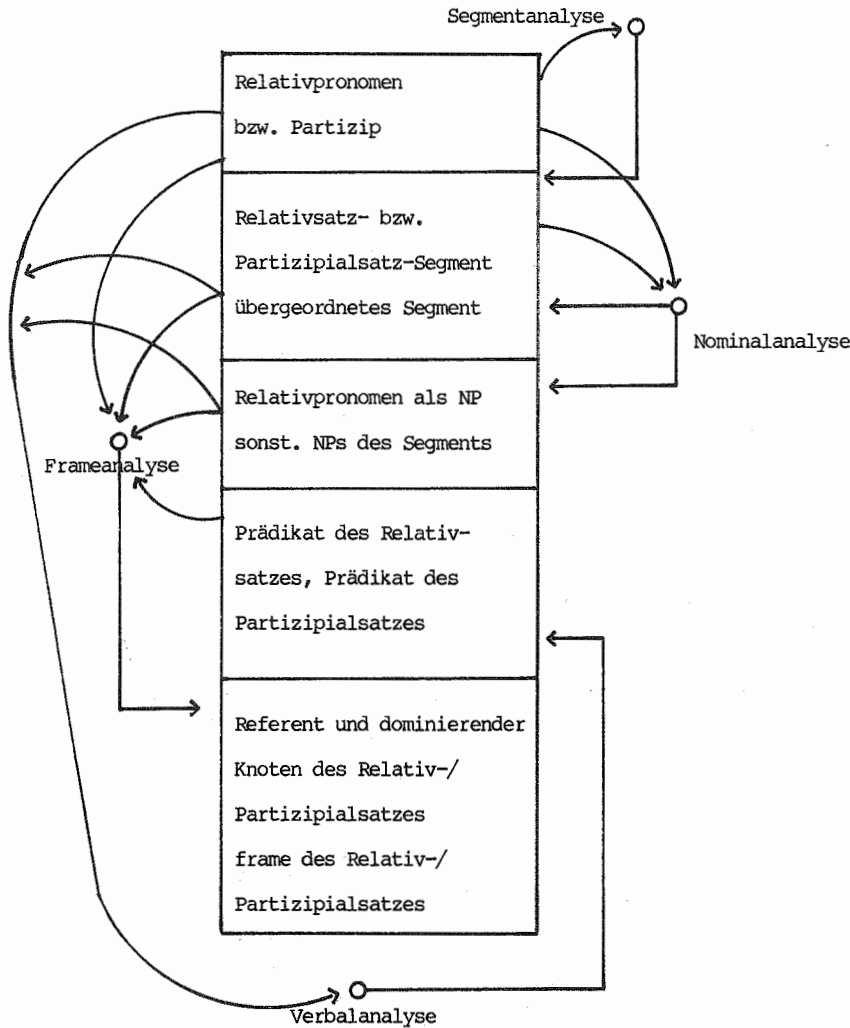 Segmentanalyse
Relativpronomen
bzw. Partizip
Relativsatz- bzw.
Partizipialsatz-Segment
übergeordnetes Segment
Nominalanalyse
Relativpronomen als NP
sonst. NPs des Segments
Frameanalyse
Prädikat des Relativ-
satzes, Prädikat des
Partizipialsatzes
Referent und dominierender
Knoten des Relativ-/
Partizipialsatzes
frame des Relativ-/
Partizipialsatzes
Verbalanalyse